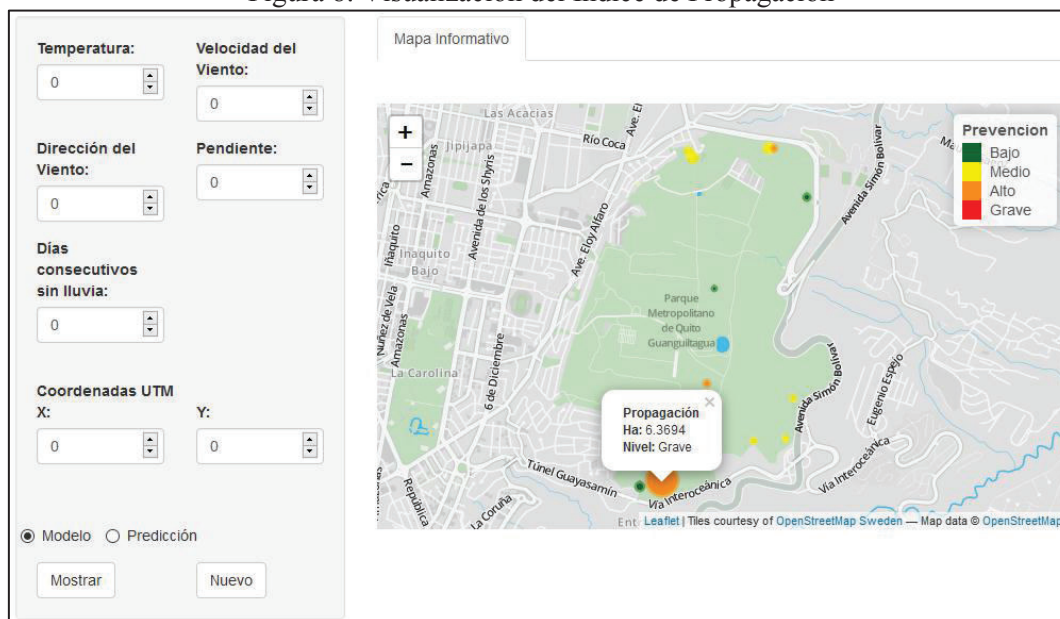 Figura 6. Visualización del Índice de Propagación
Temperatura:
0
Velocidad del
Viento:
0
Dirección del
Viento:
0
Pendiente:
0
Días
consecutivos
sin lluvia:
0
Coordenadas UTM
X:
0
Y:
0
Modelo
Predicción
Mostrar
Nuevo
Mapa Informativo
+
−
Prevencion
Bajo
Medio
Alto
Grave
Las Acacias
Río Coca
Jipijapa
Amazonas
Avenida de los Shyris
Ave. Eloy Alfaro
Avenida Simón Bolívar
Iñaquito
Iñaquito
Bajo
Núñez de Vela
Amazonas
La Carolina
6 de Diciembre
Parque
Metropolitano
de Quito
Guanguiltagua
Avenida Simón Bolívar
Eugenio Espejo
Propagación
Ha: 6.3694
Nivel: Grave
×
Túnel Guayasamín
Vía Interoceánica
Vía Interoceánica
República
La Coruña
Leaflet | Tiles courtesy of OpenStreetMap Sweden — Map data © OpenStreetMap